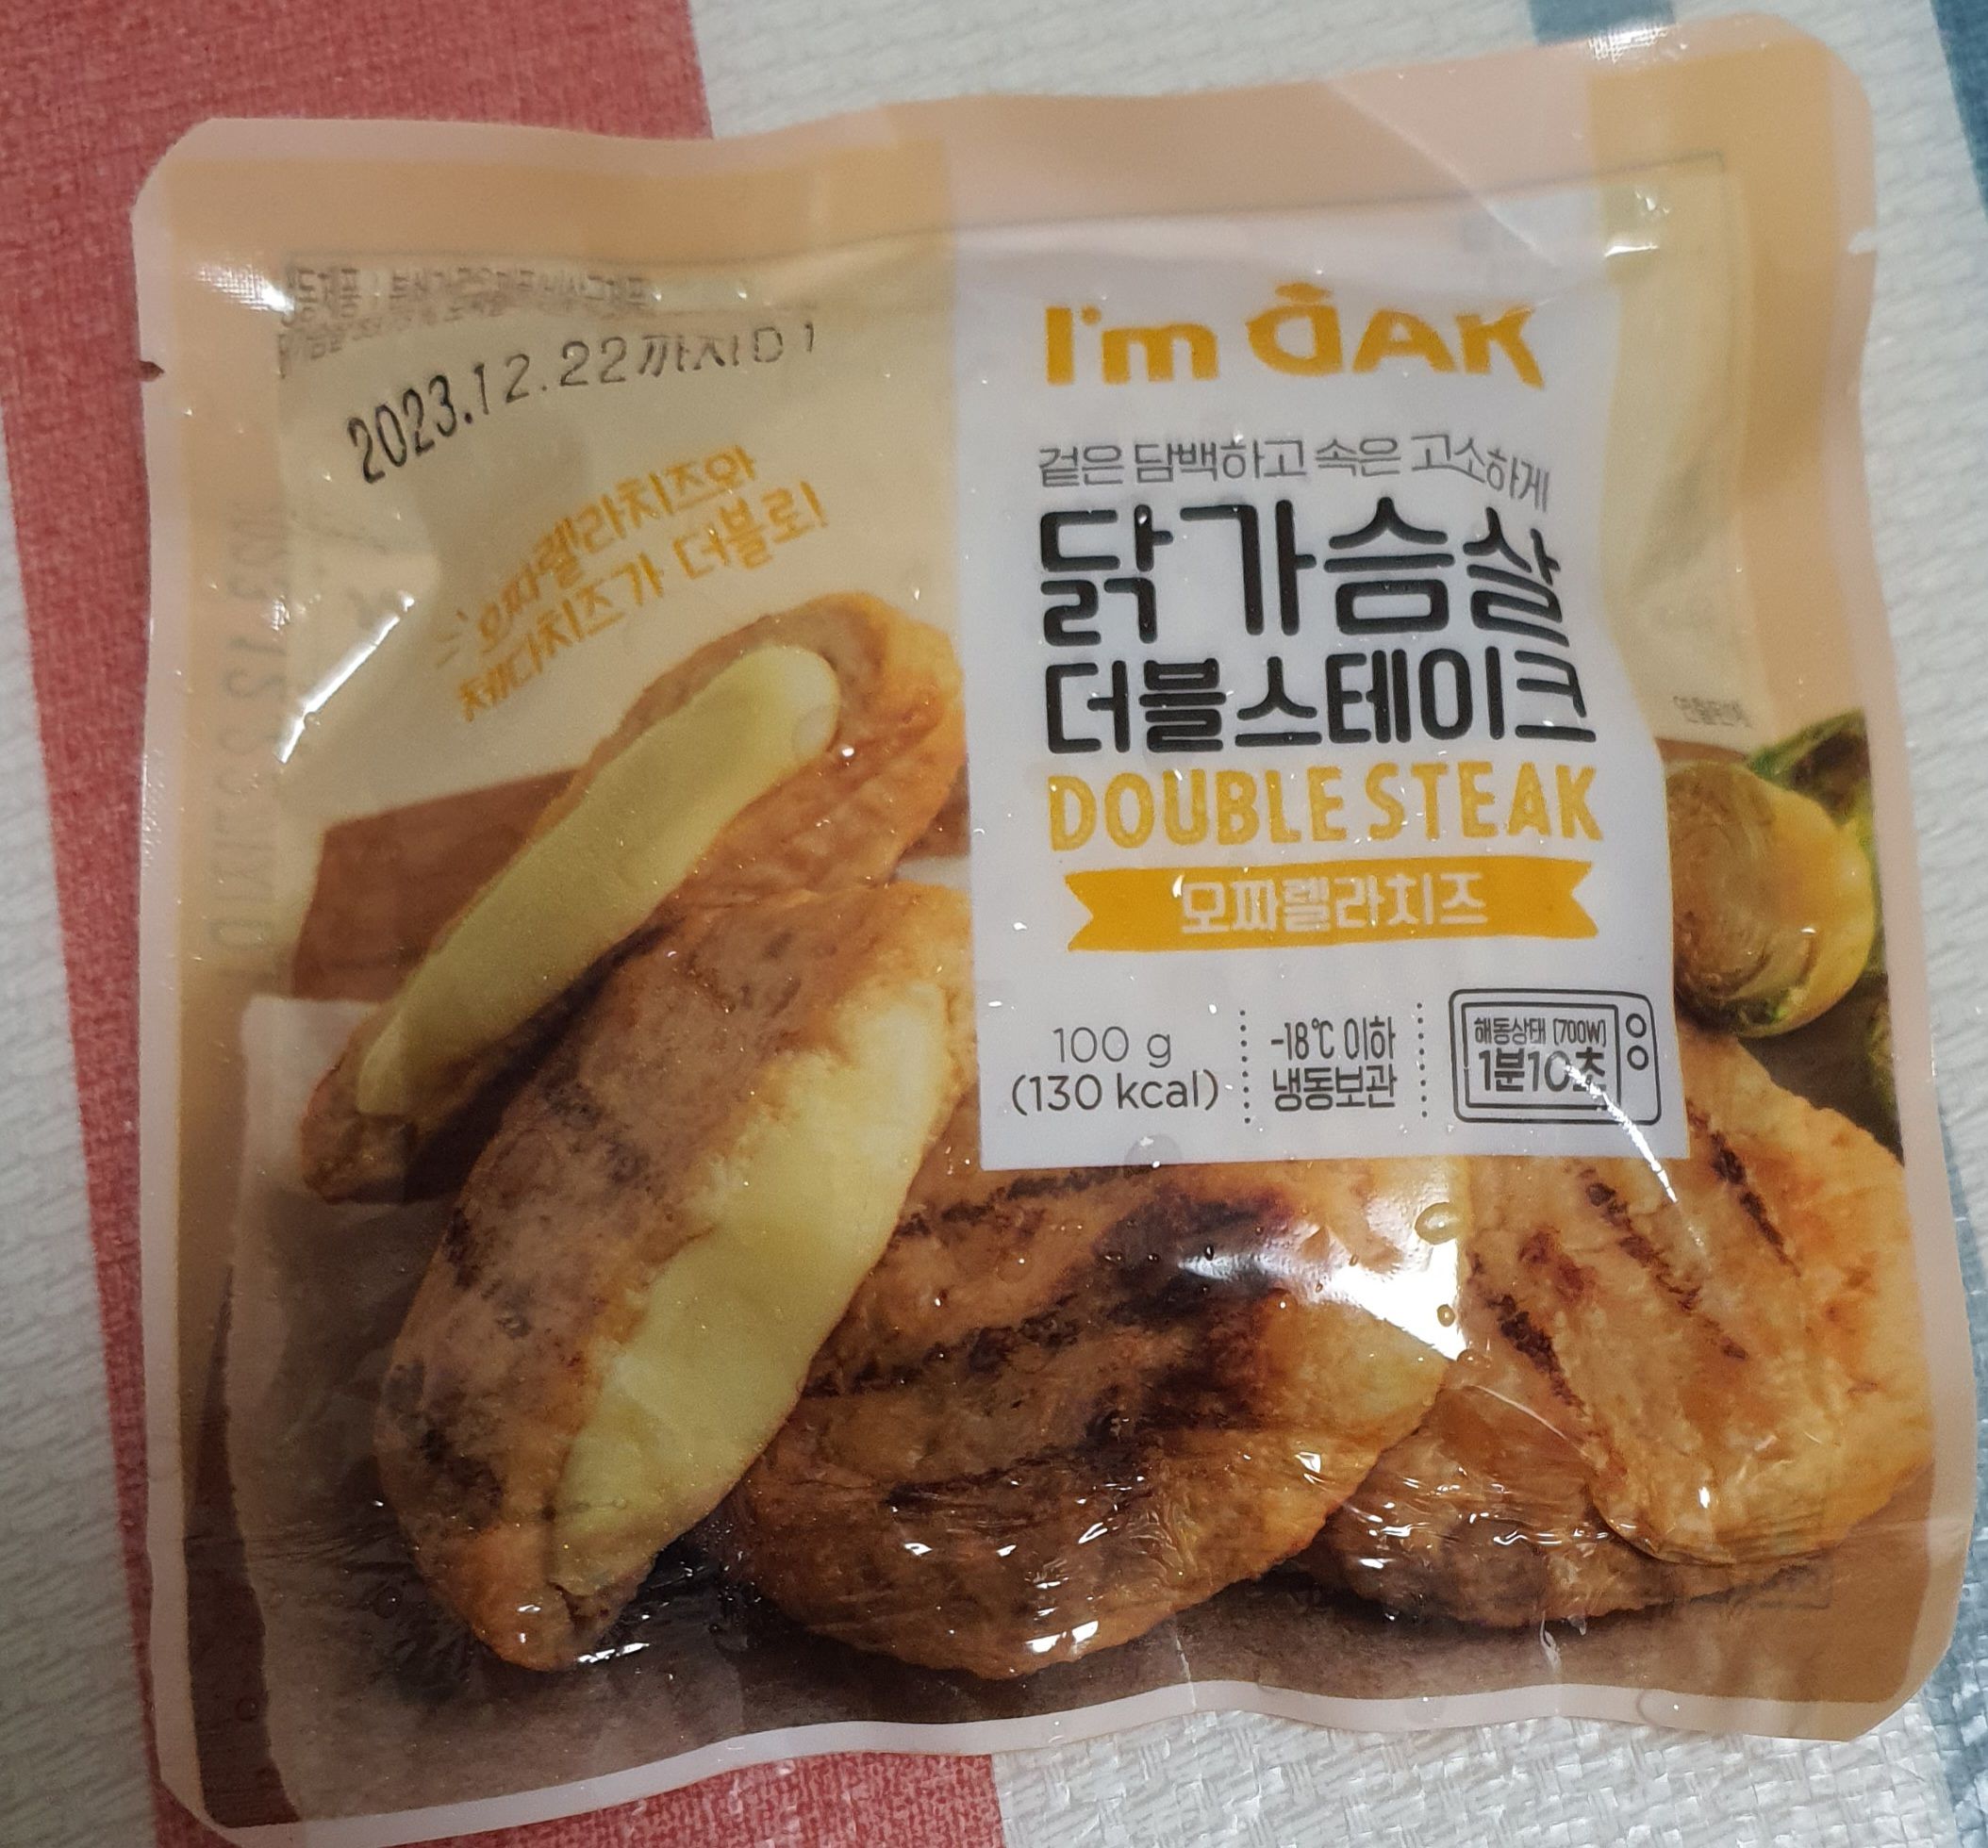 2023.12.22까지D1
모짜렐라치즈와
체다치즈가 더블로!
I'm DAK
겉은 담백하고 속은 고소하게
닭가슴살
더블스테이크
DOUBLE STEAK
모짜렐라치즈
100 g
(130 kcal)
-18℃ 이하
냉동보관
해동상태 [700W]
1분10초